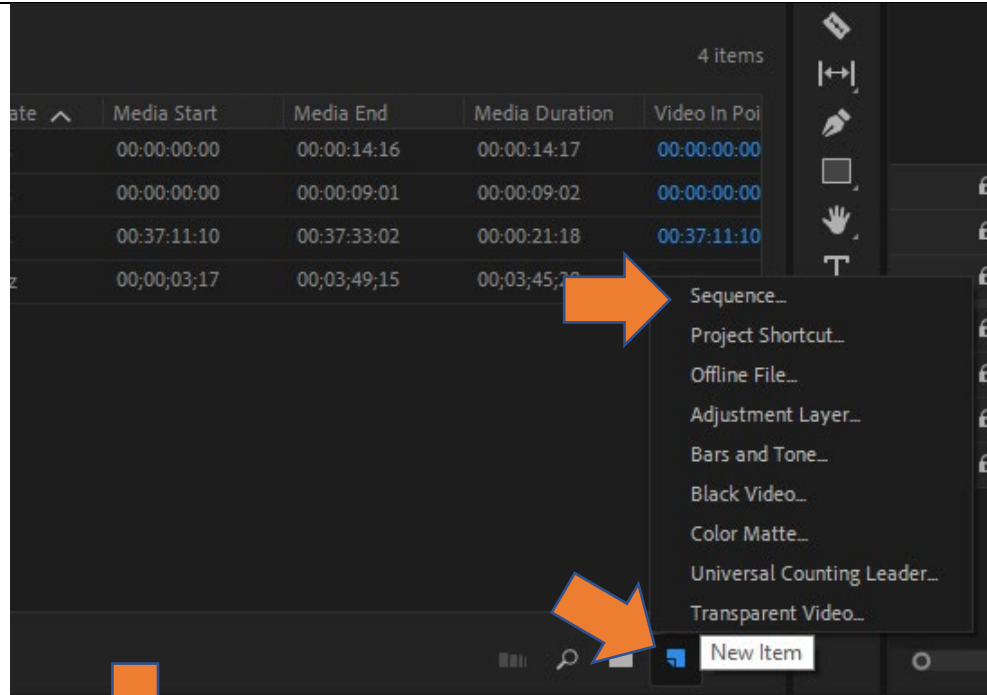 4 items
ate Media Start Media End Media Duration Video In Poi
00:00:00:00 00:00:14:16 00:00:14:17 00:00:00:00
00:00:00:00 00:00:09:01 00:00:09:02 00:00:00:00
00:37:11:10 00:37:33:02 00:00:21:18 00:37:11:10
z 00;00;03;17 00;03;49;15 00;03;45;
Sequence...
Project Shortcut...
Offline File...
Adjustment Layer...
Bars and Tone...
Black Video...
Color Matte...
Universal Counting Leader...
Transparent Video...
New Item